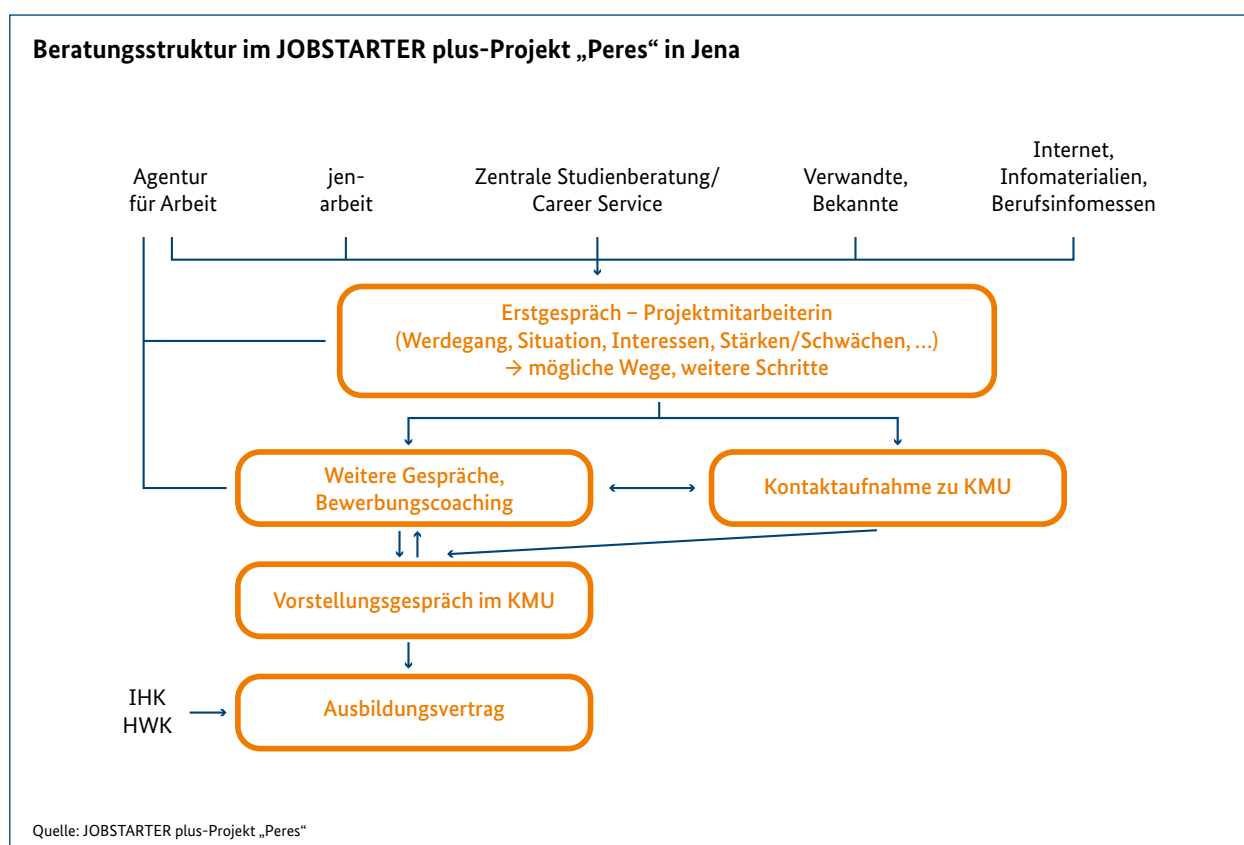 Beratungsstruktur im JOBSTARTER plus-Projekt „Peres“ in Jena
Agentur
für Arbeit
jen-
arbeit
Zentrale Studienberatung/
Career Service
Verwandte,
Bekannte
Internet,
Infomaterialien,
Berufsinfomessen
Erstgespräch – Projektmitarbeiterin
(Werdegang, Situation, Interessen, Stärken/Schwächen, …)
→ mögliche Wege, weitere Schritte
Weitere Gespräche,
Bewerbungscoaching
Kontaktaufnahme zu KMU
Vorstellungsgespräch im KMU
IHK
HWK
Ausbildungsvertrag
Quelle: JOBSTARTER plus-Projekt „Peres“